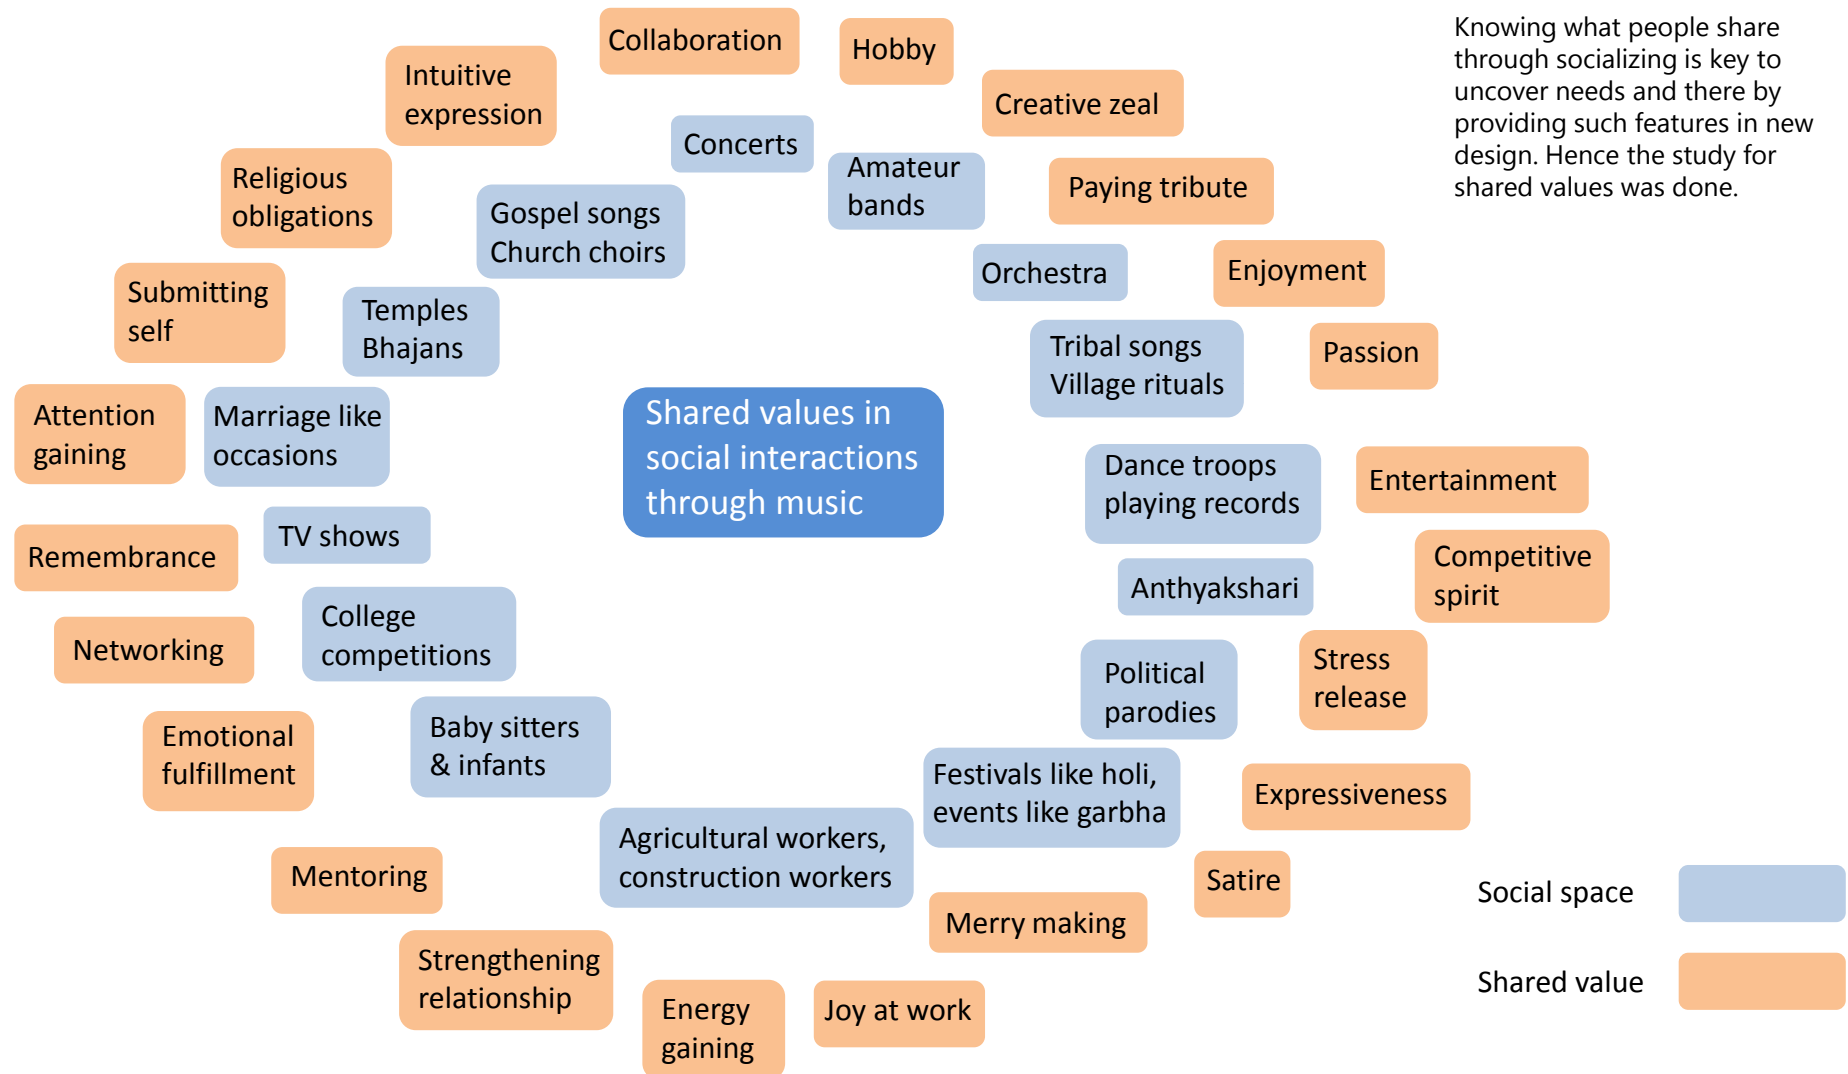 Collaboration
Hobby
Intuitive
expression
Creative zeal
Knowing what people share
through socializing is key to
uncover needs and there by
providing such features in new
design. Hence the study for
shared values was done.
Concerts
Amateur
bands
Paying tribute
Religious
obligations
Gospel songs
Church choirs
Orchestra
Enjoyment
Submitting
self
Temples
Bhajans
Tribal songs
Village rituals
Passion
Attention
gaining
Marriage like
occasions
Shared values in
social interactions
through music
Dance troops
playing records
Entertainment
Remembrance
TV shows
Anthyakshari
Competitive
spirit
Networking
College
competitions
Political
parodies
Stress
release
Emotional
fulfillment
Baby sitters
& infants
Festivals like holi,
events like garbha
Expressiveness
Agricultural workers,
construction workers
Mentoring
Satire
Social space
Merry making
Strengthening
relationship
Shared value
Energy
gaining
Joy at work